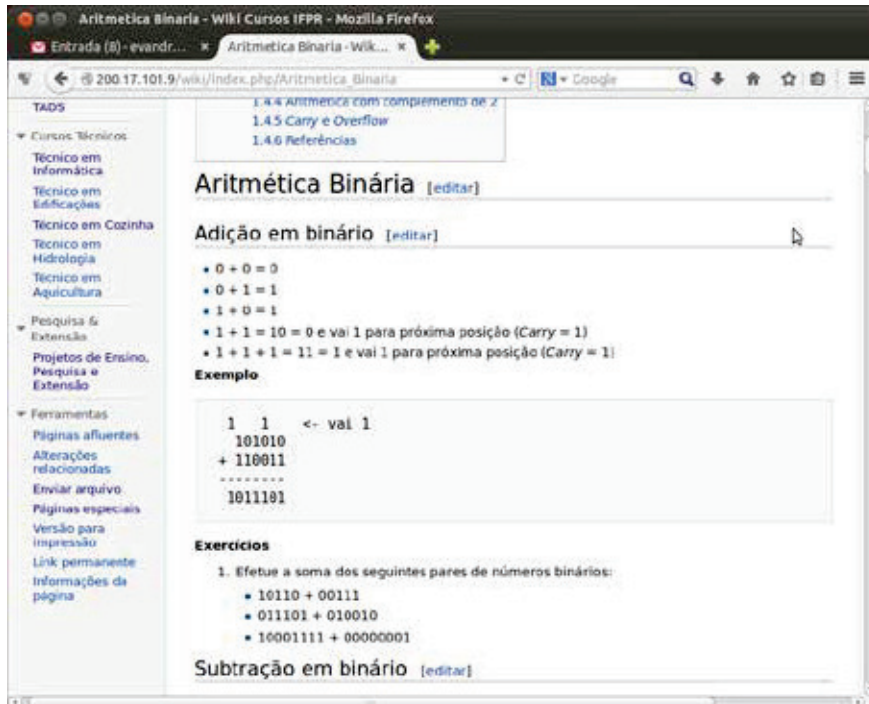 Aritmetica Binaria - Wiki Cursos IFPR - Mozilla Firefox
Entrada (8) - evandr... × Aritmetica Binaria - Wik... ×
200.17.101.9/wiki/index.php/Aritmetica_Binaria Google
TADS
Cursos Técnicos
Técnico em
Informática
Técnico em
Edificações
Técnico em Cozinha
Técnico em
Hidrologia
Técnico em
Aquicultura
Pesquisa &
Extensão
Projetos de Ensino,
Pesquisa e
Extensão
Ferramentas
Páginas afluentes
Alterações
relacionadas
Enviar arquivo
Páginas especiais
Versão para
impressão
Link permanente
Informações da
página
1.4.4 Aritmética com complemento de 2
1.4.5 Carry e Overflow
1.4.6 Referências
Aritmética Binária [editar]
Adição em binário [editar]
• 0 + 0 = 0
• 0 + 1 = 1
• 1 + 0 = 1
• 1 + 1 = 10 = 0 e vai 1 para próxima posição (Carry = 1)
• 1 + 1 + 1 = 11 = 1 e vai 1 para próxima posição (Carry = 1)
Exemplo
1 1 <- vai 1
101010
+ 110011
--------
1011101
Exercícios
1. Efetue a soma dos seguintes pares de números binários:
• 10110 + 00111
• 011101 + 010010
• 10001111 + 00000001
Subtração em binário [editar]